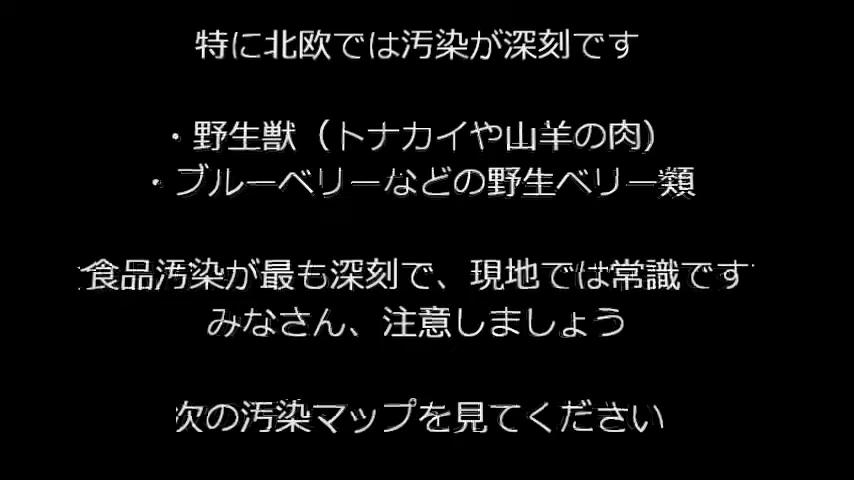 特に北欧では汚染が深刻です
・野生獣（トナカイや山羊の肉）
・ブルーベリーなどの野生ベリー類
食品汚染が最も深刻で、現地では常識です
みなさん、注意しましょう
次の汚染マップを見てください